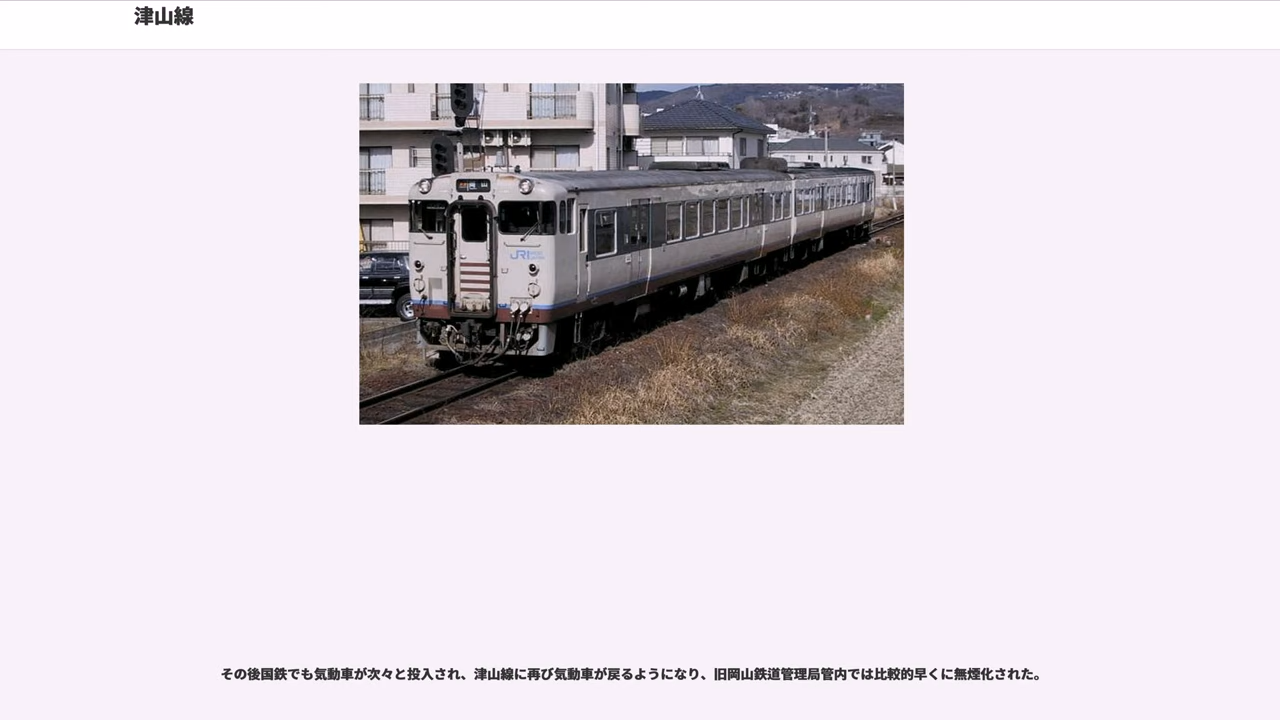 津山線
岡山
JR
その後国鉄でも気動車が次々と投入され、津山線に再び気動車が戻るようになり、旧岡山鉄道管理局管内では比較的早くに無煙化された。